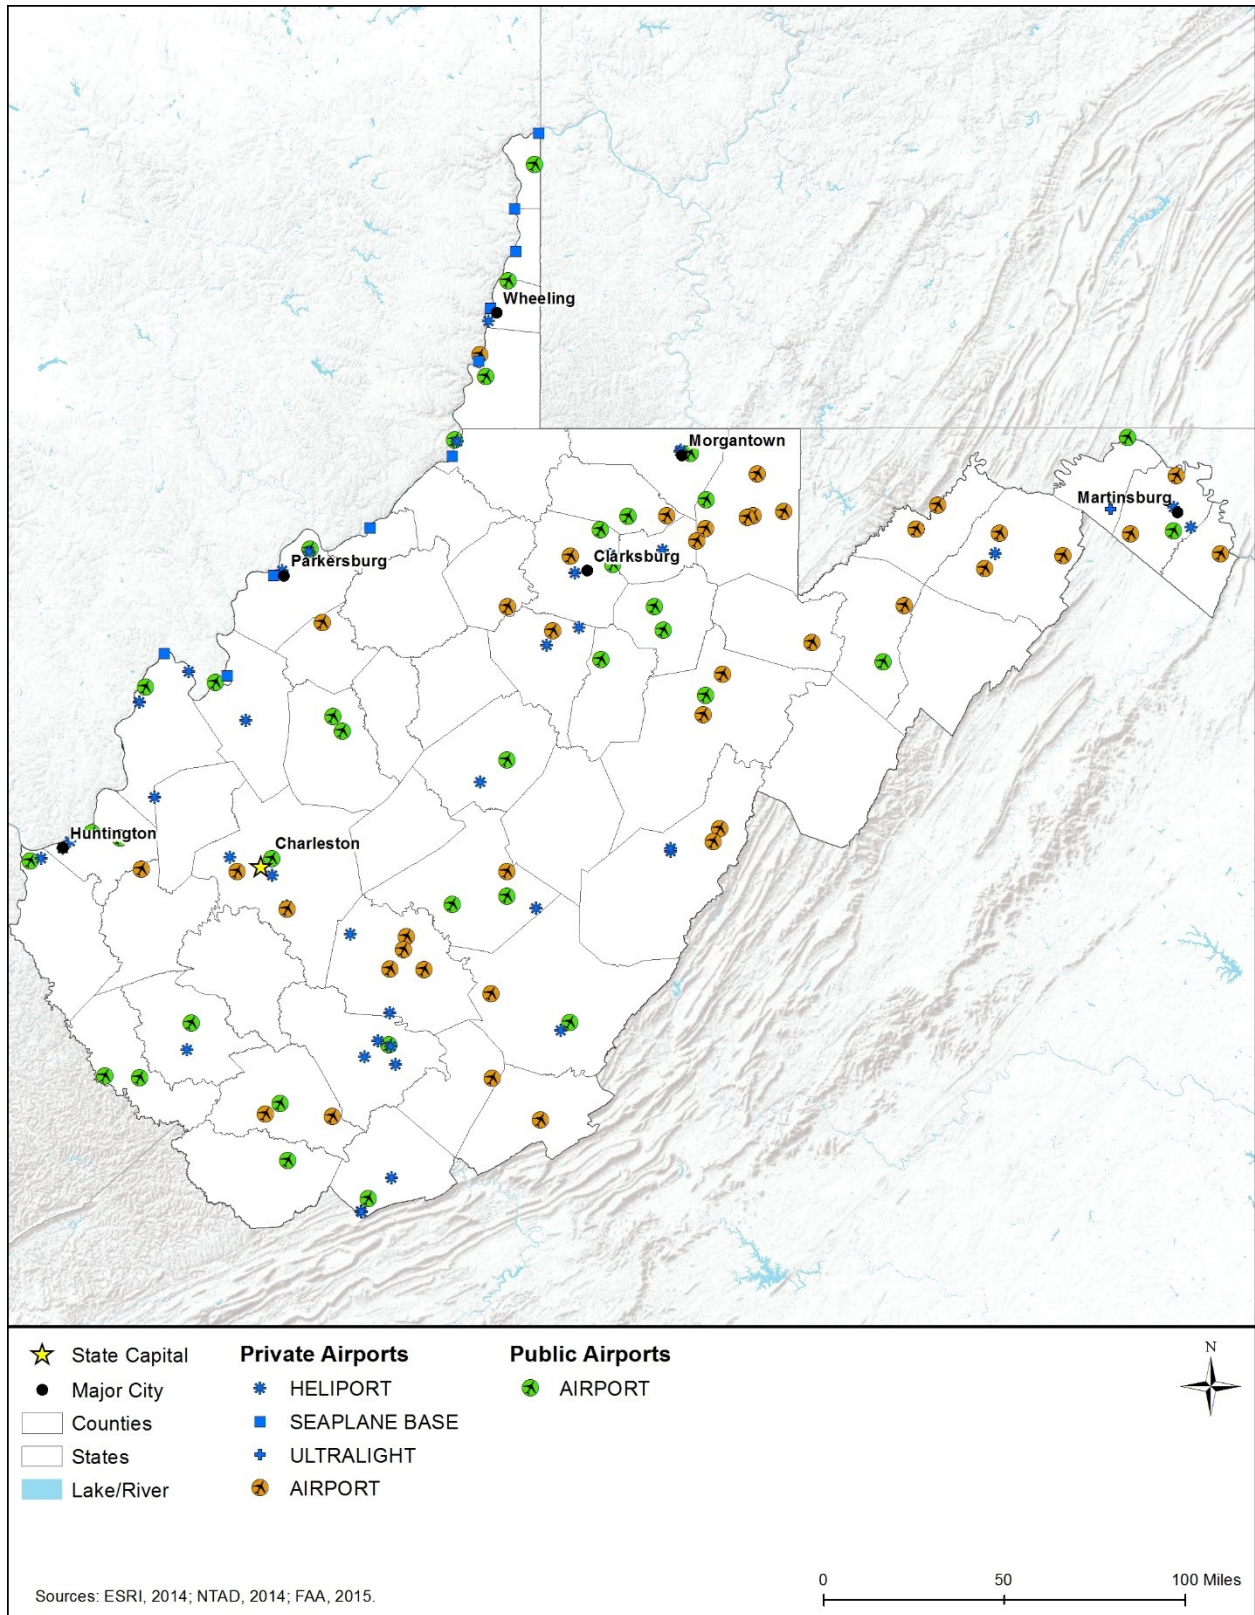 Wheeling
Morgantown
Martinsburg
Parkersburg
Clarksburg
Huntington
Charleston
State Capital
Major City
Counties
States
Lake/River
Private Airports
HELIPORT
SEAPLANE BASE
ULTRALIGHT
AIRPORT
Public Airports
AIRPORT
N
0 50 100 Miles
Sources: ESRI, 2014; NTAD, 2014; FAA, 2015.